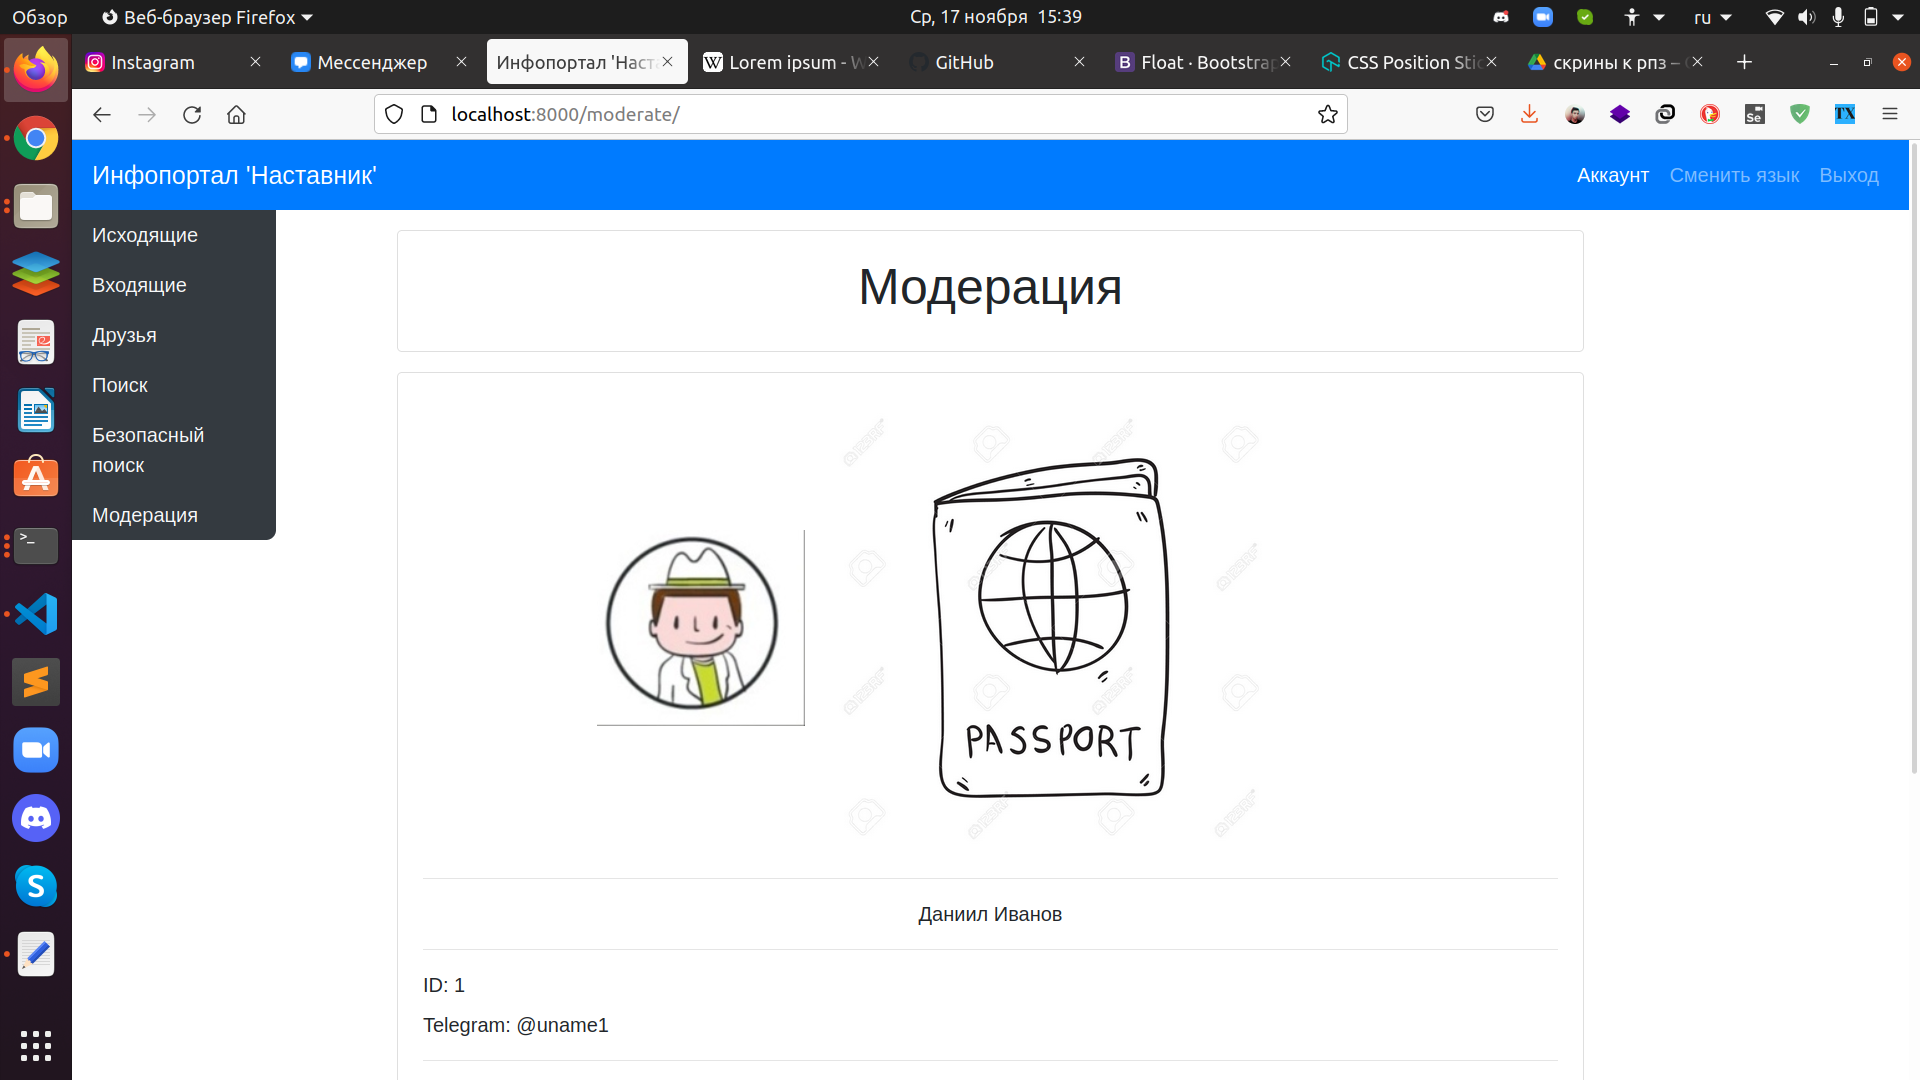 Обзор
Веб-браузер Firefox
Ср, 17 ноября 15:39
ru
Instagram
Мессенджер
Инфопортал 'Наст
Lorem ipsum - W
GitHub
Float · Bootstrap
CSS Position Stic
скрины к рпз –
localhost:8000/moderate/
Se
TX
Инфопортал 'Наставник'
Аккаунт
Сменить язык
Выход
Исходящие
Входящие
Друзья
Поиск
Безопасный
поиск
Модерация
Модерация
PASSPORT
Даниил Иванов
ID: 1
Telegram: @uname1